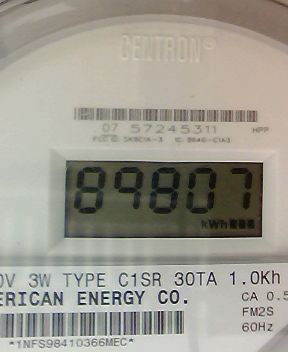 CENTRON®
07 57245311 HPP
89807
kWh
0V 3W TYPE C1SR 30TA 1.0Kh
ERICAN ENERGY CO. CA 0.5
FM2S
60Hz
*1NFS98410366MEC*